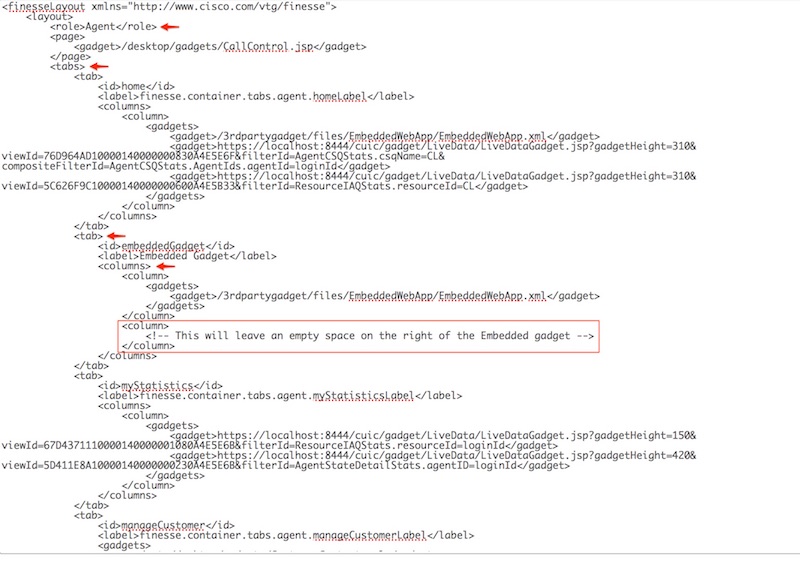 <finesseLayout xmlns="http://www.cisco.com/vtg/finesse">
<layout>
<role>Agent</role>
<page>
<gadget>/desktop/gadgets/CallControl.jsp</gadget>
</page>
<tabs>
<tab>
<id>home</id>
<label>finesse.container.tabs.agent.homeLabel</label>
<columns>
<column>
<gadgets>
<gadget>/3rdpartygadget/files/EmbeddedWebApp/EmbeddedWebApp.xml</gadget>
<gadget>https://localhost:8444/cuic/gadget/LiveData/LiveDataGadget.jsp?gadgetHeight=310&
viewId=76D964AD10000140000000830A4E5E6F&filterId=AgentCSQStats.csqName=CL&
compositeFilterId=AgentCSQStats.AgentIds.agentId=loginId</gadget>
<gadget>https://localhost:8444/cuic/gadget/LiveData/LiveDataGadget.jsp?gadgetHeight=310&
viewId=5C626F9C10000140000000600A4E5B33&filterId=ResourceIAQStats.resourceId=CL</gadget>
</gadgets>
</column>
</columns>
</tab>
<tab>
<id>embeddedGadget</id>
<label>Embedded Gadget</label>
<columns>
<column>
<gadgets>
<gadget>/3rdpartygadget/files/EmbeddedWebApp/EmbeddedWebApp.xml</gadget>
</gadgets>
</column>
<column>
<!-- This will leave an empty space on the right of the Embedded gadget -->
</column>
</columns>
</tab>
<tab>
<id>myStatistics</id>
<label>finesse.container.tabs.agent.myStatisticsLabel</label>
<columns>
<column>
<gadgets>
<gadget>https://localhost:8444/cuic/gadget/LiveData/LiveDataGadget.jsp?gadgetHeight=150&
viewId=67D4371110000140000001080A4E5E6B&filterId=ResourceIAQStats.resourceId=loginId</gadget>
<gadget>https://localhost:8444/cuic/gadget/LiveData/LiveDataGadget.jsp?gadgetHeight=420&
viewId=5D411E8A10000140000000230A4E5E6B&filterId=AgentStateDetailStats.agentID=loginId</gadget>
</gadgets>
</column>
</columns>
</tab>
<tab>
<id>manageCustomer</id>
<label>finesse.container.tabs.agent.manageCustomerLabel</label>
<gadgets>